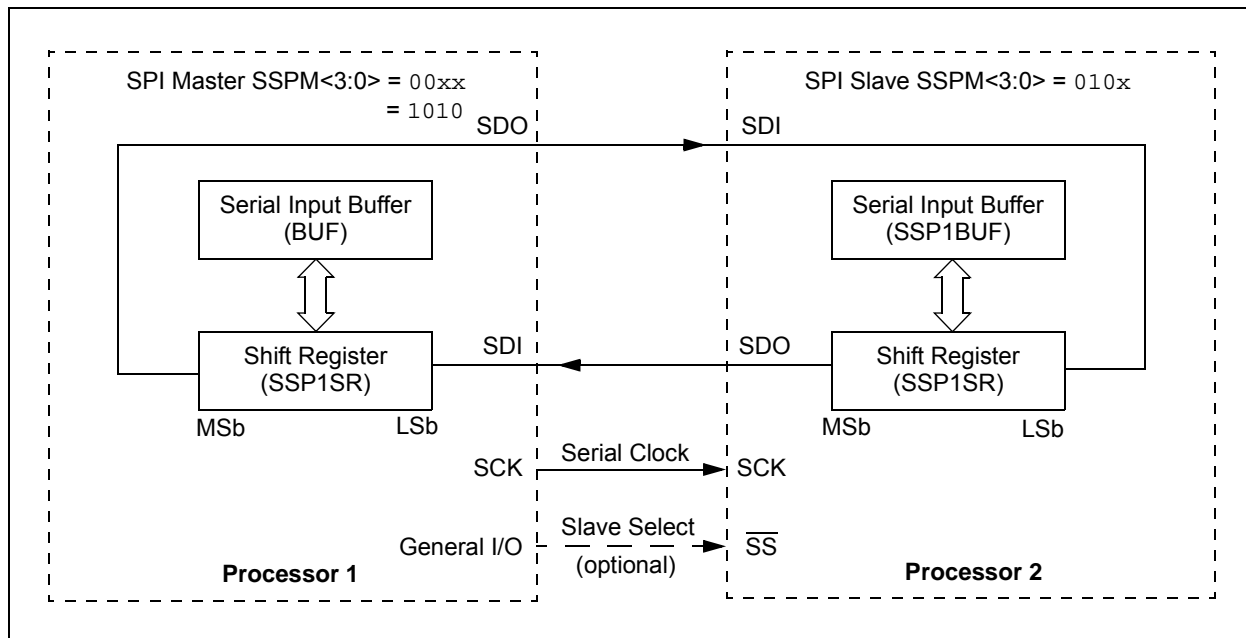 SPI Master SSPM<3:0> = 00xx
= 1010
SDO
Serial Input Buffer
(BUF)
SDI
Shift Register
(SSP1SR)
MSb
LSb
SCK
General I/O
Processor 1
Serial Clock
Slave Select
(optional)
SPI Slave SSPM<3:0> = 010x
SDI
Serial Input Buffer
(SSP1BUF)
SDO
Shift Register
(SSP1SR)
MSb
LSb
SCK
SS
Processor 2